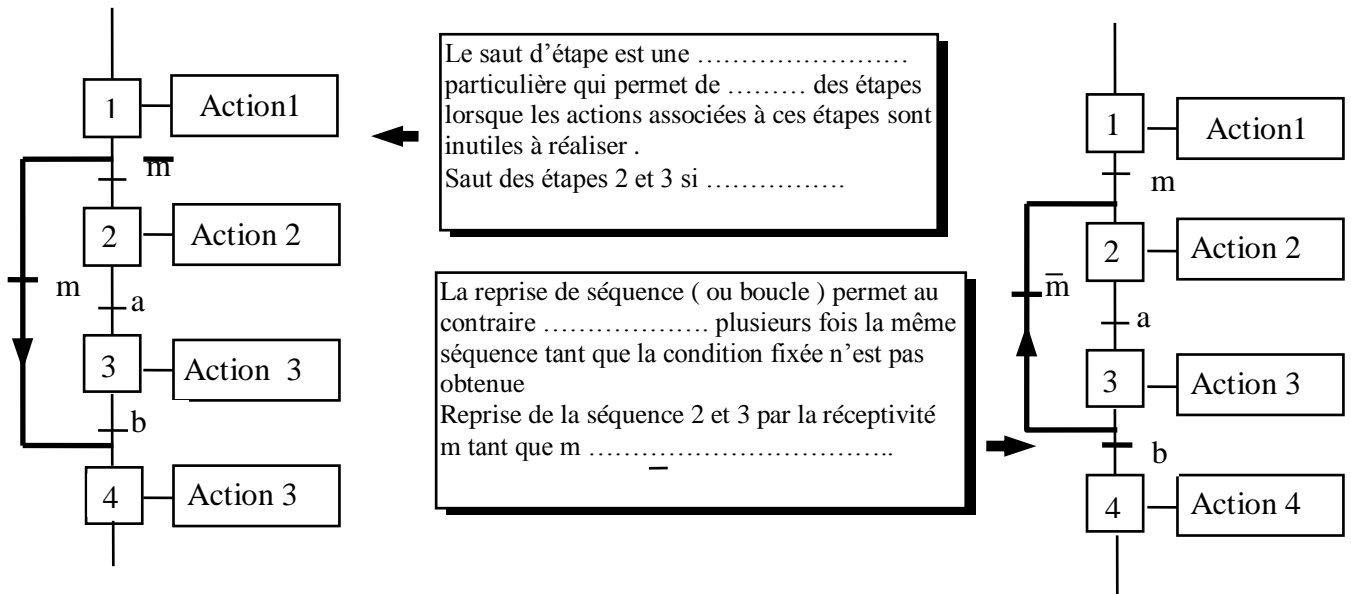 1
Action1
m̅
2
Action 2
m
a
3
Action 3
b
4
Action 3
Le saut d’étape est une ……………………
particulière qui permet de ……… des étapes
lorsque les actions associées à ces étapes sont
inutiles à réaliser .
Saut des étapes 2 et 3 si …………….
La reprise de séquence ( ou boucle ) permet au
contraire ………………. plusieurs fois la même
séquence tant que la condition fixée n’est pas
obtenue
Reprise de la séquence 2 et 3 par la réceptivité
m tant que m ……………………………..
1
Action1
m
2
Action 2
m̅
a
3
Action 3
b
4
Action 4